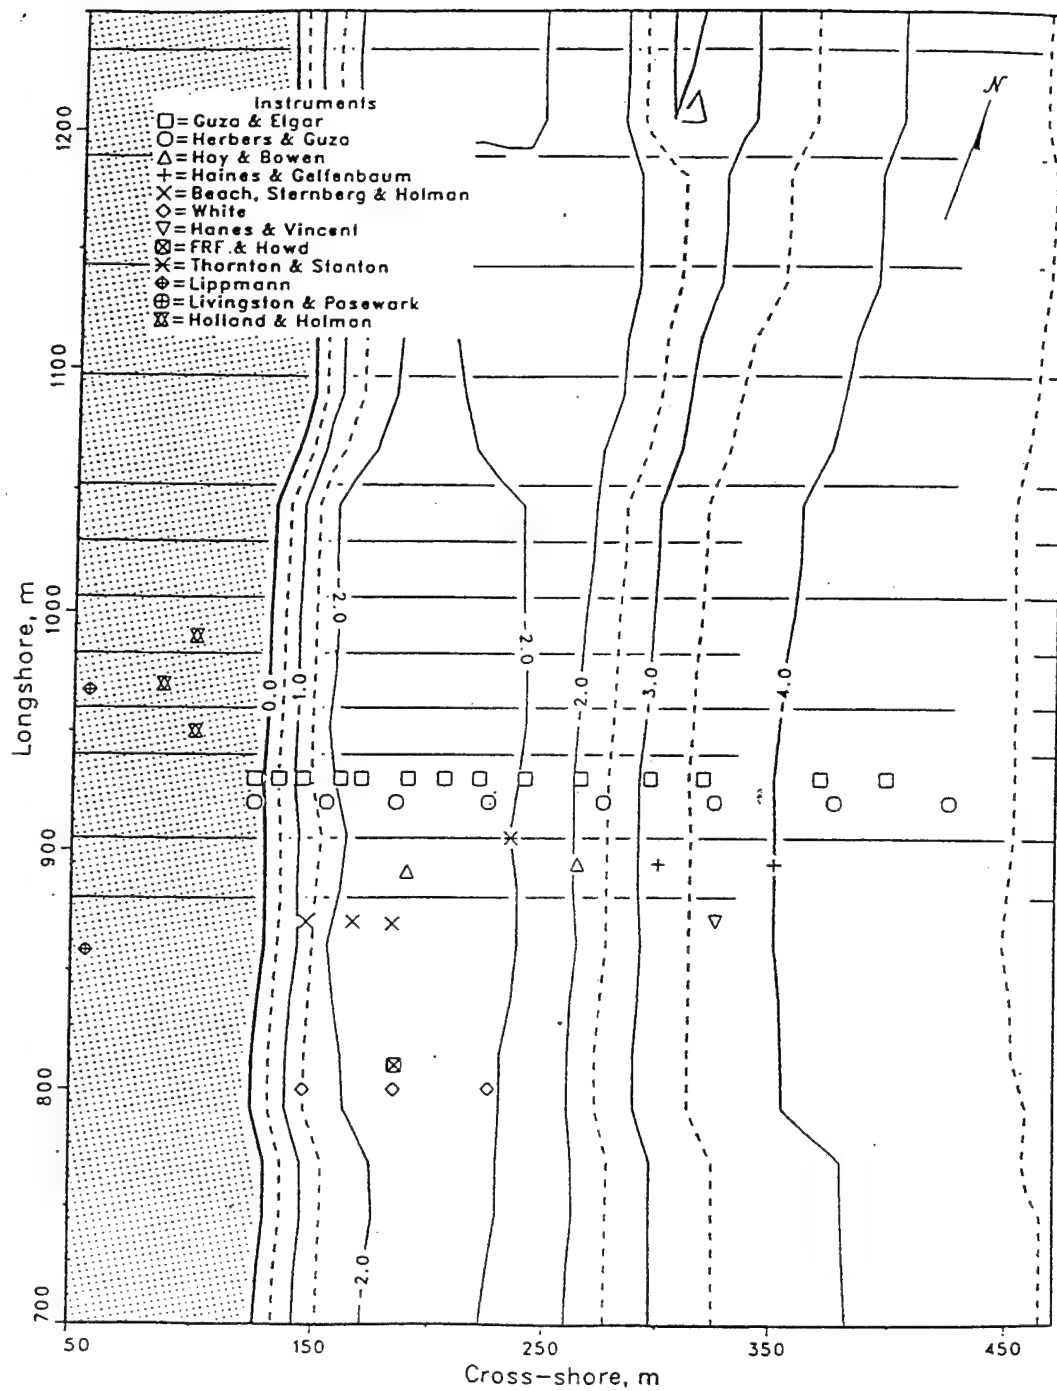 N
Instruments
□ = Guza & Elgar
○ = Herbers & Guza
△ = Hay & Bowen
+ = Haines & Gelfenbaum
× = Beach, Sternberg & Holman
◇ = White
▽ = Hanes & Vincent
⊠ = FRF. & Howd
= Thornton & Stanton
= Lippmann
⊕ = Livingston & Pasewark
= Holland & Holman
1200
1100
1000
900
800
700
Longshore, m
0.0
1.0
2.0
2.0
2.0
3.0
4.0
2.0
50
150
250
350
450
Cross-shore, m